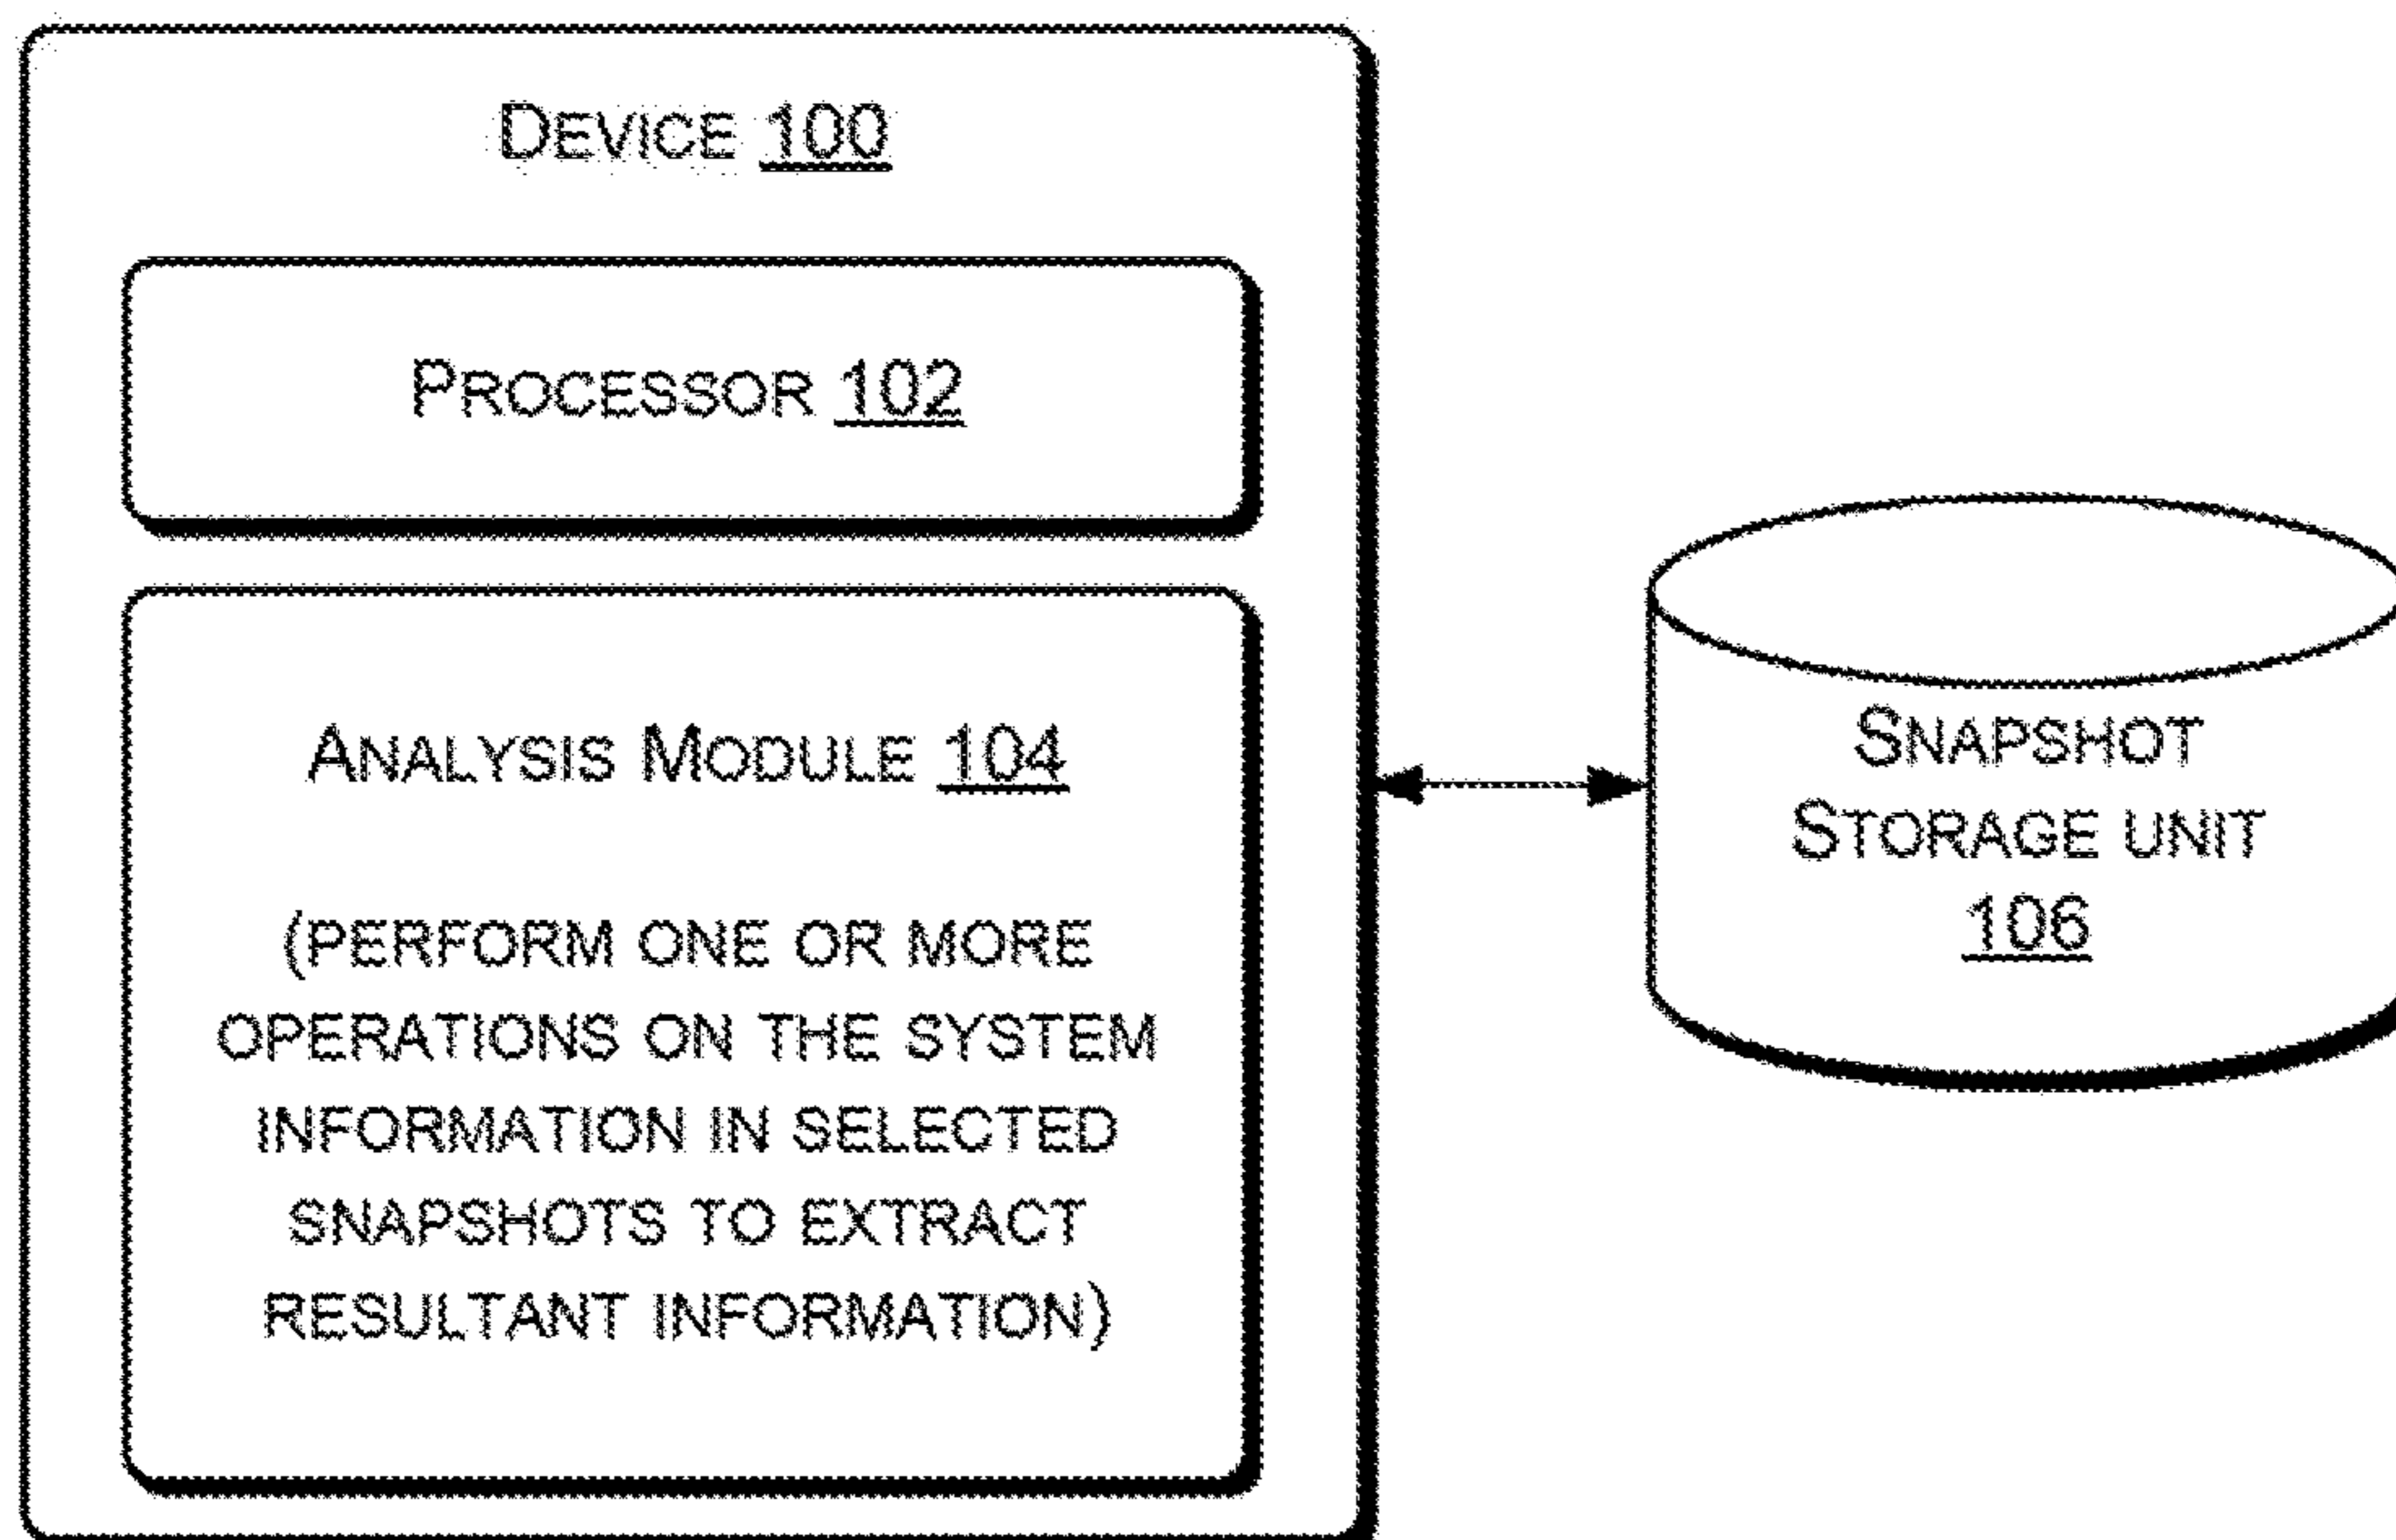 DEVICE 100
PROCESSOR 102
ANALYSIS MODULE 104
(PERFORM ONE OR MORE
OPERATIONS ON THE SYSTEM
INFORMATION IN SELECTED
SNAPSHOTS TO EXTRACT
RESULTANT INFORMATION)
SNAPSHOT
STORAGE UNIT
106